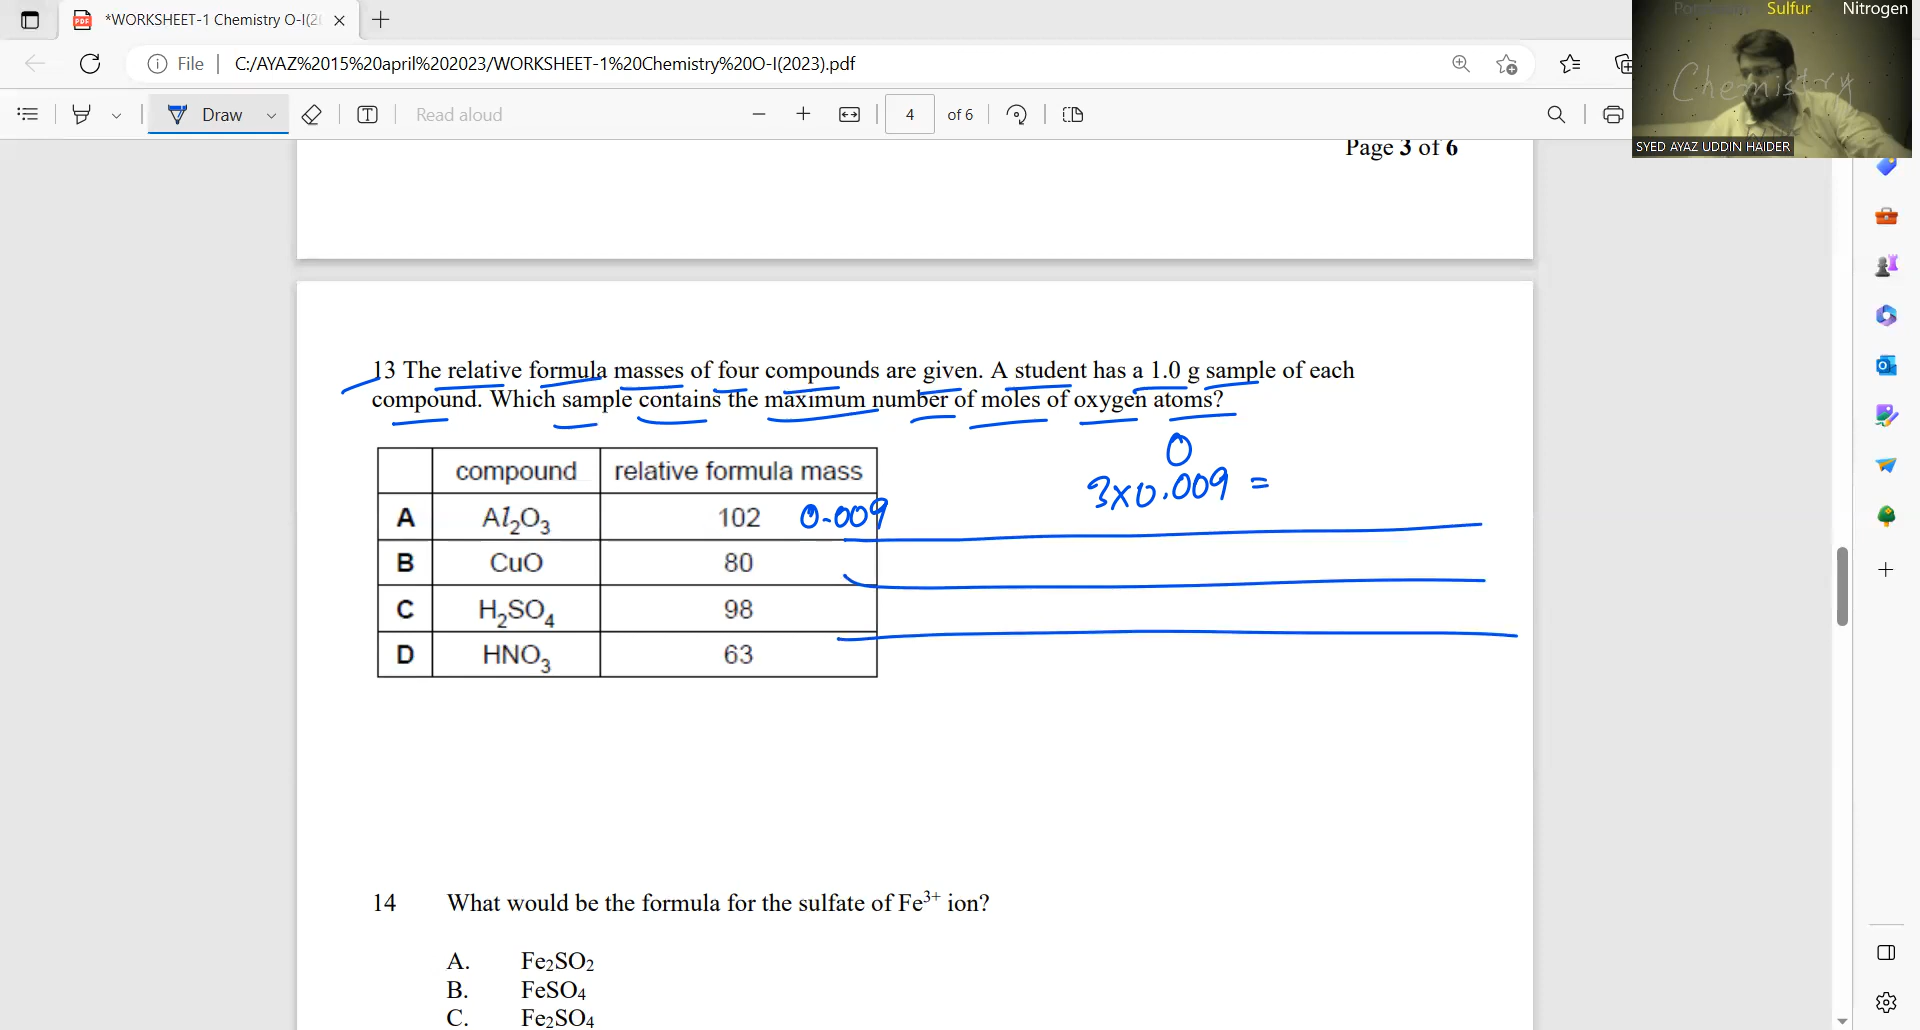 *WORKSHEET-1 Chemistry O-I(20
Sulfur Nitrogen
File C:/AYAZ%2015%20april%202023/WORKSHEET-1%20Chemistry%20O-I(2023).pdf
Chemistry
Draw Read aloud 4 of 6
SYED AYAZ UDDIN HAIDER
Page 3 of 6
13 The relative formula masses of four compounds are given. A student has a 1.0 g sample of each
compound. Which sample contains the maximum number of moles of oxygen atoms?
O
compound relative formula mass
3×0.009 =
A Al₂O₃ 102 0.009
B CuO 80
C H₂SO₄ 98
D HNO₃ 63
14 What would be the formula for the sulfate of Fe³⁺ ion?
A. Fe₂SO₂
B. FeSO₄
C. Fe₂SO₄